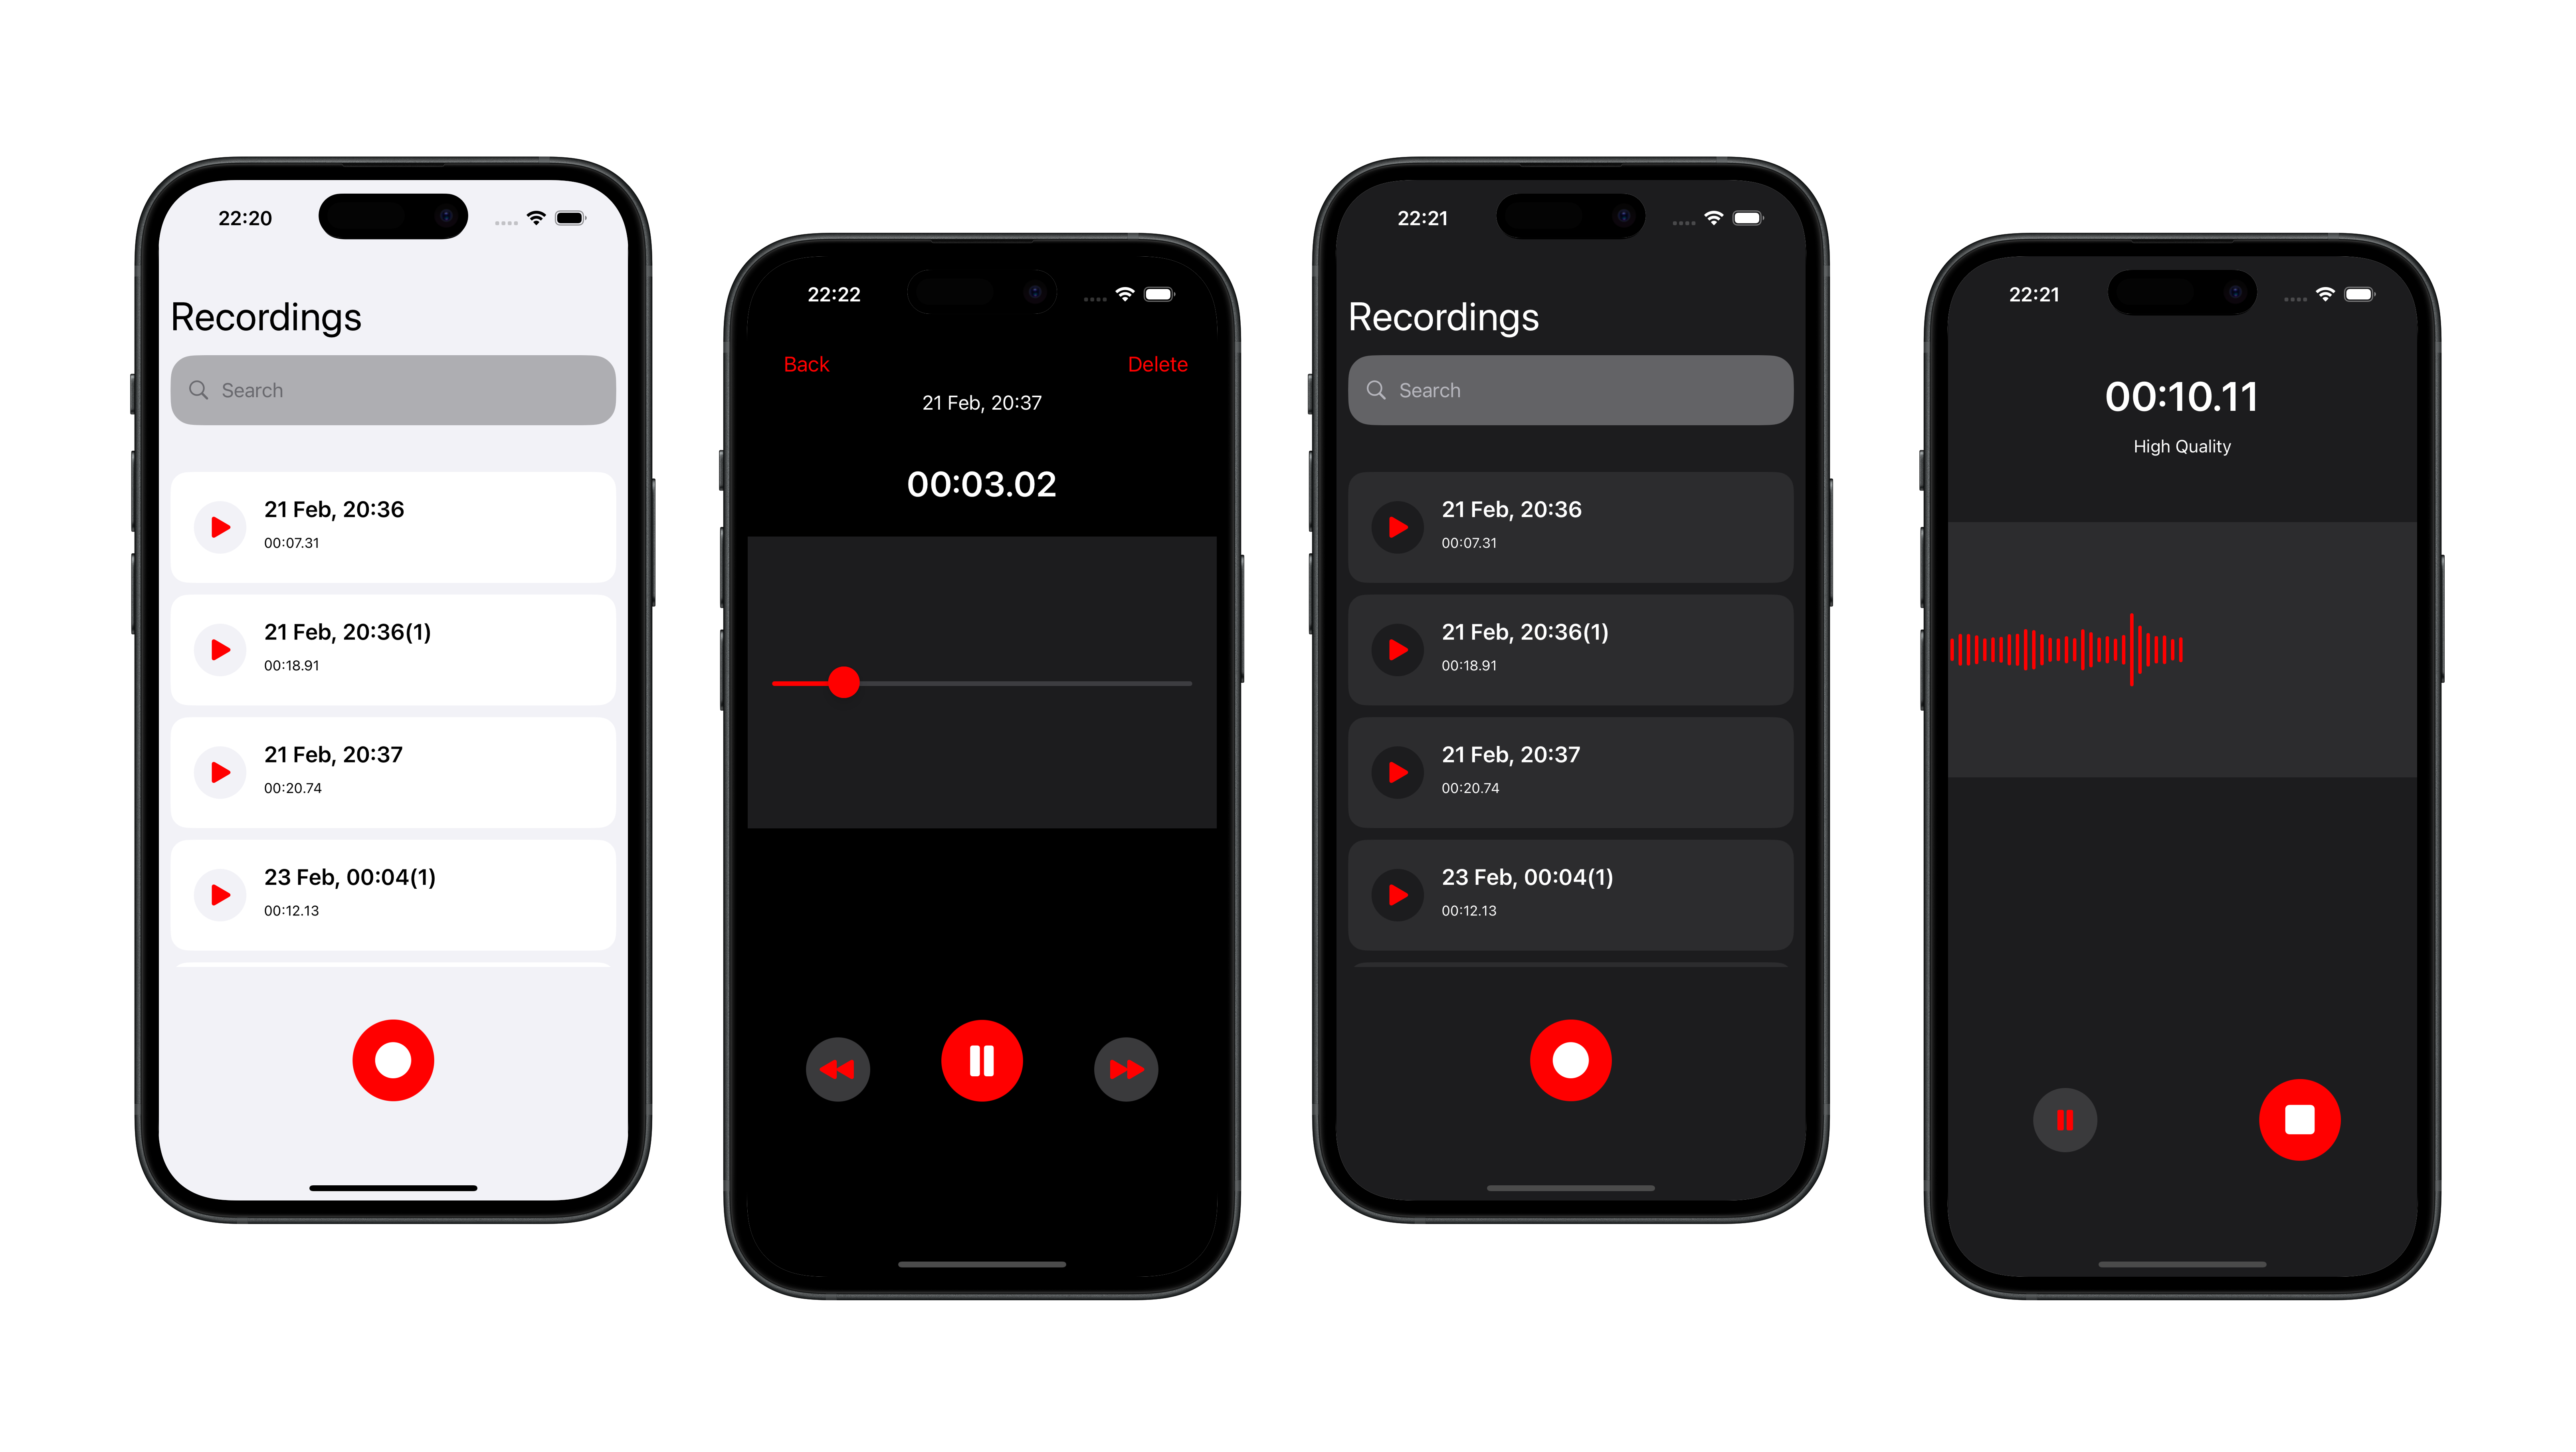 22:20
Recordings
Search
21 Feb, 20:36
00:07.31
21 Feb, 20:36(1)
00:18.91
21 Feb, 20:37
00:20.74
23 Feb, 00:04(1)
00:12.13
22:22
Back
Delete
21 Feb, 20:37
00:03.02
22:21
Recordings
Search
21 Feb, 20:36
00:07.31
21 Feb, 20:36(1)
00:18.91
21 Feb, 20:37
00:20.74
23 Feb, 00:04(1)
00:12.13
22:21
00:10.11
High Quality